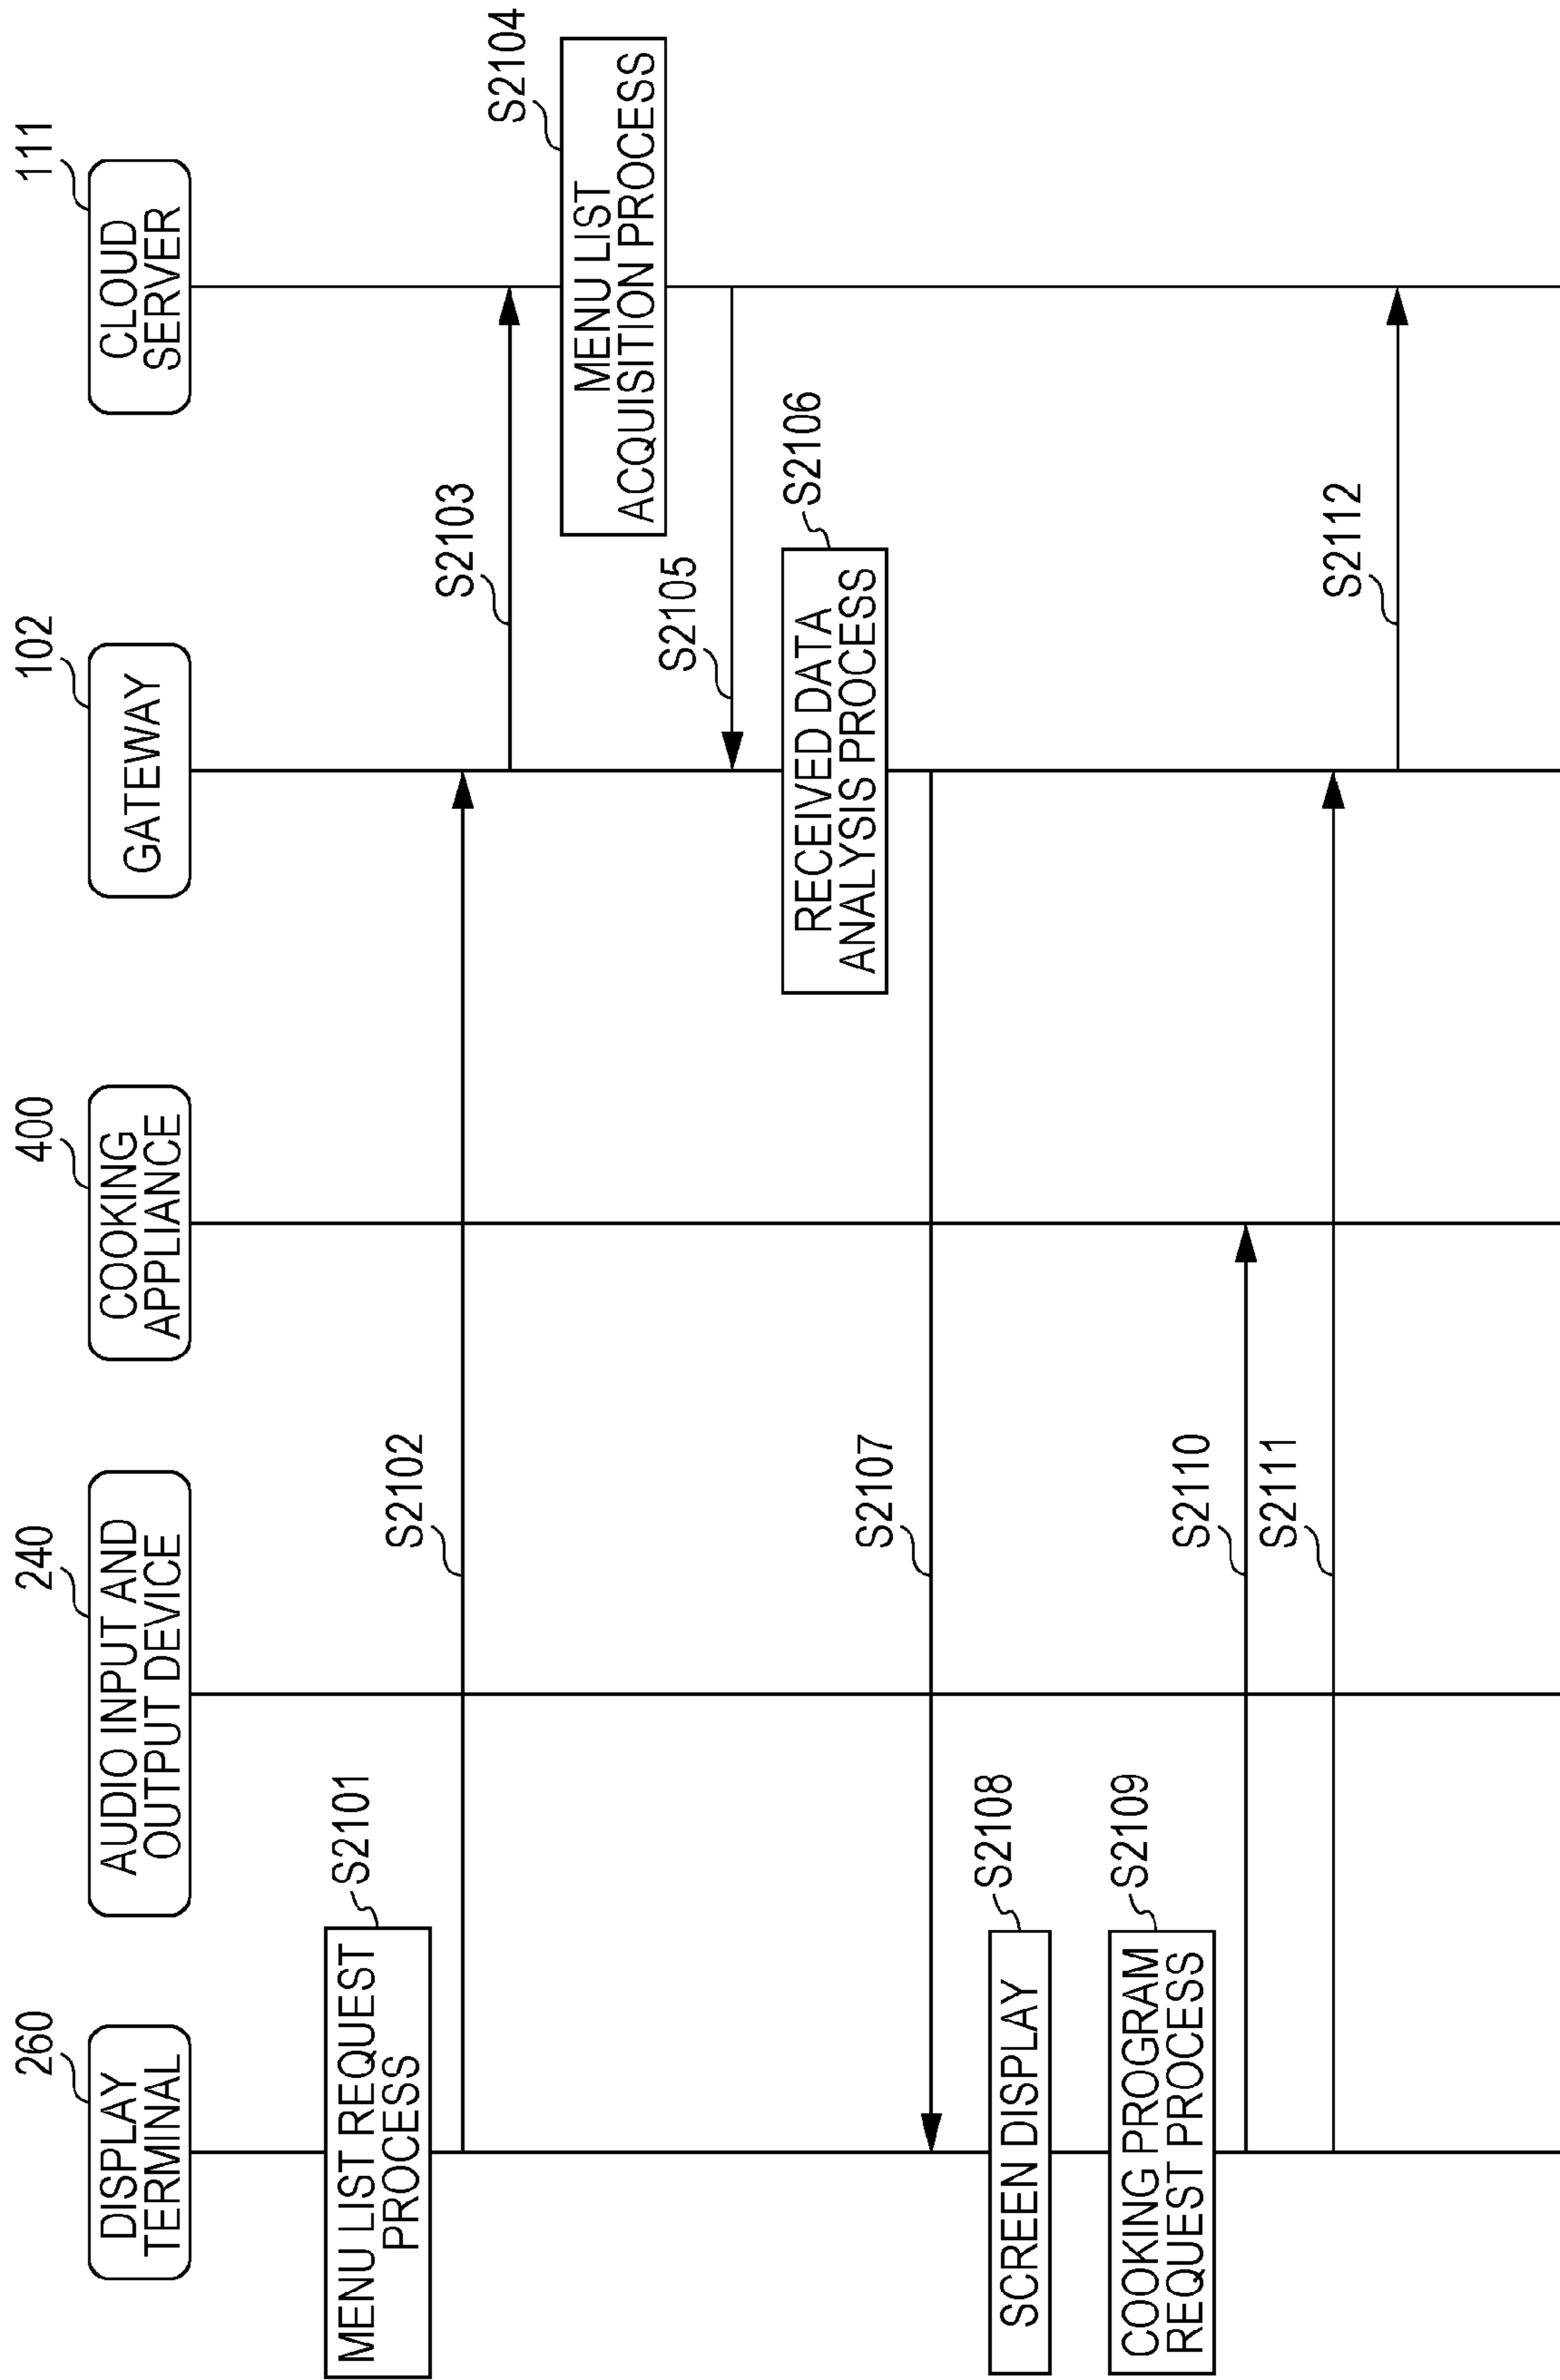 260
DISPLAY
TERMINAL
240
AUDIO INPUT AND
OUTPUT DEVICE
400
COOKING
APPLIANCE
102
GATEWAY
111
CLOUD
SERVER
MENU LIST REQUEST
PROCESS
S2101
S2102
S2103
S2104
MENU LIST
ACQUISITION PROCESS
S2105
S2106
RECEIVED DATA
ANALYSIS PROCESS
S2107
SCREEN DISPLAY
S2108
COOKING PROGRAM
REQUEST PROCESS
S2109
S2110
S2111
S2112